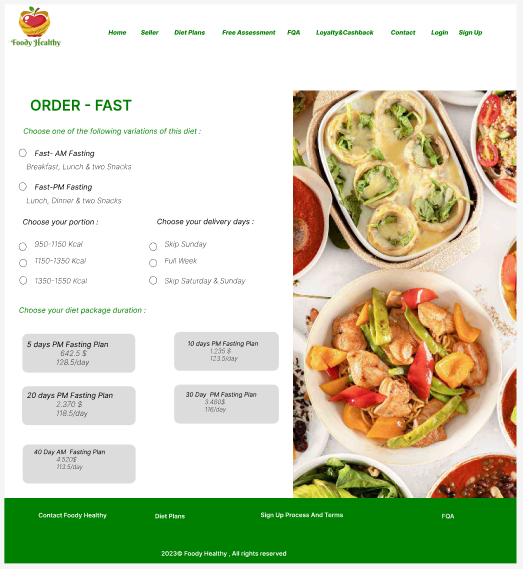 Foody Healthy
Home Seller Diet Plans Free Assessment FQA Loyalty&Cashback Contact Login Sign Up
ORDER - FAST
Choose one of the following variations of this diet :
Fast- AM Fasting
Breakfast, Lunch & two Snacks
Fast-PM Fasting
Lunch, Dinner & two Snacks
Choose your portion :
950-1150 Kcal
1150-1350 Kcal
1350-1550 Kcal
Choose your delivery days :
Skip Sunday
Full Week
Skip Saturday & Sunday
Choose your diet package duration :
5 days PM Fasting Plan
642.5 $
128.5/day
10 days PM Fasting Plan
1.235 $
123.5/day
20 days PM Fasting Plan
2.370 $
118.5/day
30 Day PM Fasting Plan
3.480$
116/day
40 Day AM Fasting Plan
4.520$
113.5/day
Contact Foody Healthy Diet Plans Sign Up Process And Terms FQA
2023© Foody Healthy , All rights reserved